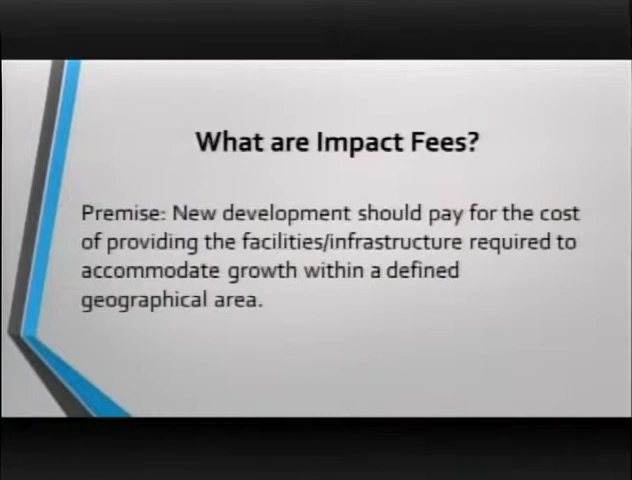 What are Impact Fees?
Premise: New development should pay for the cost
of providing the facilities/infrastructure required to
accommodate growth within a defined
geographical area.